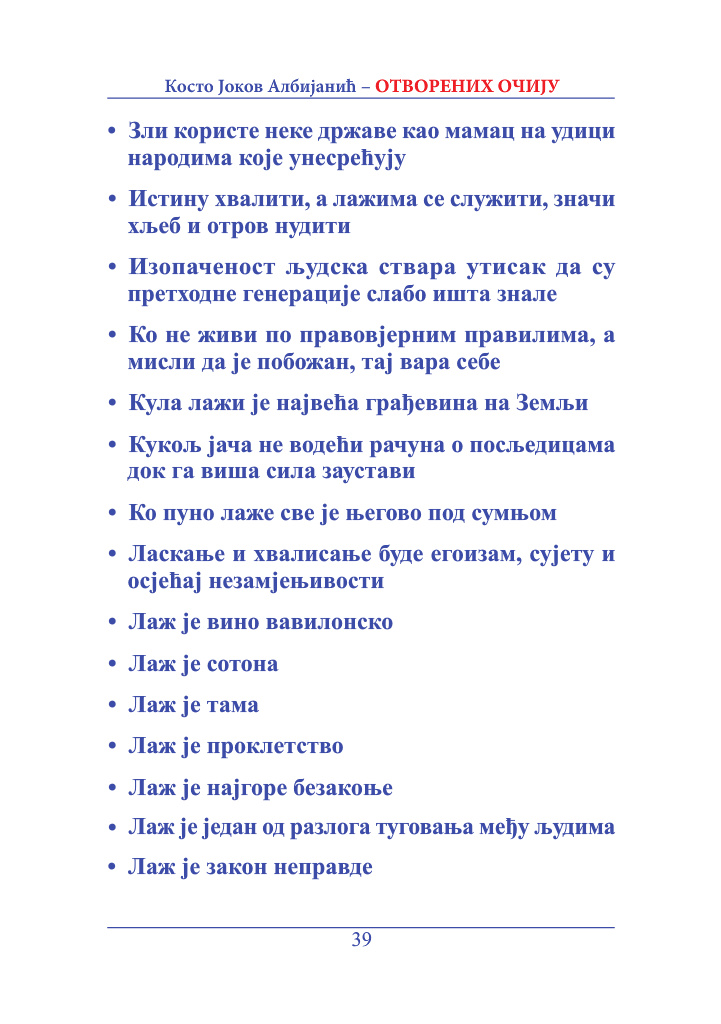 Косто Јоков Албијанић – ОТВОРЕНИХ ОЧИЈУ
• Зли користе неке државе као мамац на удици
народима које унесрећују
• Истину хвалити, а лажима се служити, значи
хљеб и отров нудити
• Изопаченост људска ствара утисак да су
претходне генерације слабо ишта знале
• Ко не живи по правовјерним правилима, а
мисли да је побожан, тај вара себе
• Кула лажи је највећа грађевина на Земљи
• Кукољ јача не водећи рачуна о посљедицама
док га виша сила заустави
• Ко пуно лаже све је његово под сумњом
• Ласкање и хвалисање буде егоизам, сујету и
осјећај незамјењивости
• Лаж је вино вавилонско
• Лаж је сотона
• Лаж је тама
• Лаж је проклетство
• Лаж је најгоре безакоње
• Лаж је један од разлога туговања међу људима
• Лаж је закон неправде
39